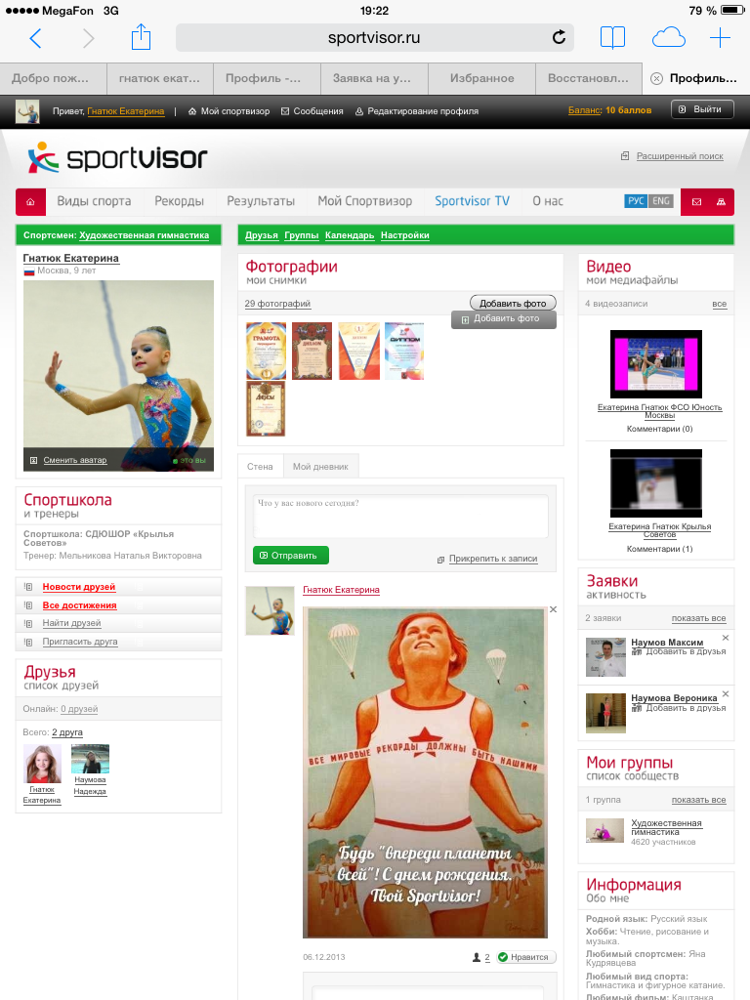 MegaFon 3G 19:22 79 %
sportvisor.ru
Добро пож... гнатюк екат... Профиль -... Заявка на у... Избранное Восстановл... Профиль...
Привет, Гнатюк Екатерина | Мой спортвизор Сообщения Редактирование профиля Баланс: 10 баллов Выйти
sportvisor Расширенный поиск
Виды спорта Рекорды Результаты Мой Спортвизор Sportvisor TV О нас РУС ENG
Спортсмен: Художественная гимнастика
Гнатюк Екатерина
Москва, 9 лет
Сменить аватар это вы
Спортшкола
и тренеры
Спортшкола: СДЮШОР «Крылья
Советов»
Тренер: Мельникова Наталья Викторовна
Новости друзей
Все достижения
Найти друзей
Пригласить друга
Друзья
список друзей
Онлайн: 0 друзей
Всего: 2 друга
Гнатюк
Екатерина
Наумова
Надежда
Друзья Группы Календарь Настройки
Фотографии
мои снимки
29 фотографий Добавить фото
Добавить фото
ГРАМОТА
ДИПЛОМ
Стена Мой дневник
Что у вас нового сегодня?
Отправить Прикрепить к записи
Гнатюк Екатерина
ВСЕ МИРОВЫЕ РЕКОРДЫ ДОЛЖНЫ БЫТЬ НАШИМИ
Будь "впереди планеты
всей"! С днем рождения.
Твой Sportvisor!
06.12.2013 2 Нравится
Видео
мои медиафайлы
4 видеозаписи все
Екатерина Гнатюк ФСО Юность
Москвы
Комментарии (0)
Екатерина Гнатюк Крылья
Советов
Комментарии (1)
Заявки
активность
2 заявки показать все
Наумов Максим
Добавить в друзья
Наумова Вероника
Добавить в друзья
Мои группы
список сообществ
1 группа показать все
Художественная
гимнастика
4620 участников
Информация
Обо мне
Родной язык: Русский язык
Хобби: Чтение, рисование и
музыка.
Любимый спортсмен: Яна
Кудрявцева
Любимый вид спорта:
Гимнастика и фигурное катание.
Любимый фильм: Каштанка